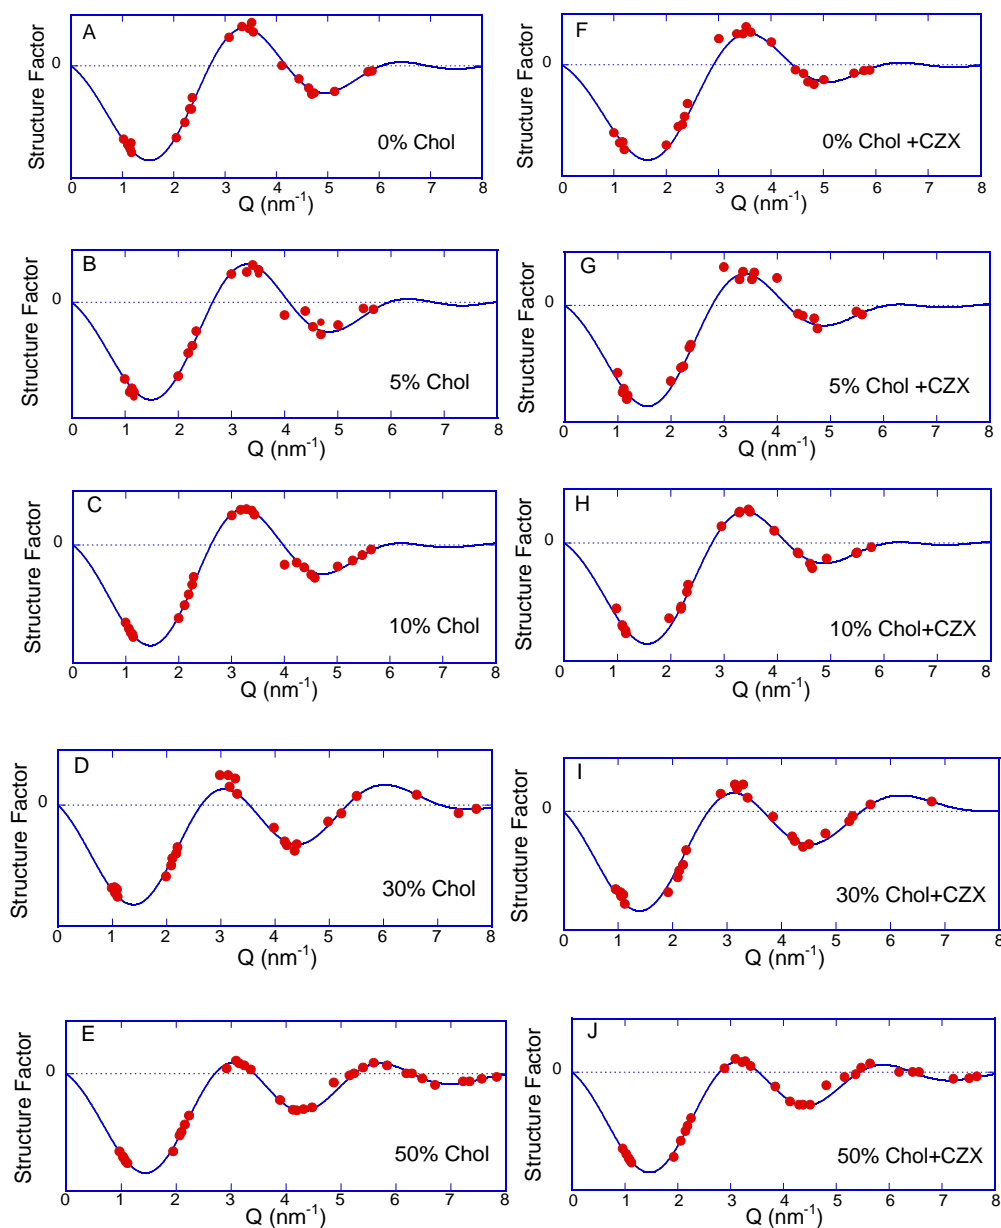 A
Structure Factor
0
0% Chol
0 1 2 3 4 5 6 7 8
Q (nm-1)
F
Structure Factor
0
0% Chol +CZX
0 1 2 3 4 5 6 7 8
Q (nm-1)
B
Structure Factor
0
5% Chol
0 1 2 3 4 5 6 7 8
Q (nm-1)
G
Structure Factor
0
5% Chol +CZX
0 1 2 3 4 5 6 7 8
Q (nm-1)
C
Structure Factor
0
10% Chol
0 1 2 3 4 5 6 7 8
Q (nm-1)
H
Structure Factor
0
10% Chol+CZX
0 1 2 3 4 5 6 7 8
Q (nm-1)
D
Structure Factor
0
30% Chol
0 1 2 3 4 5 6 7 8
Q (nm-1)
I
Structure Factor
0
30% Chol+CZX
0 1 2 3 4 5 6 7 8
Q (nm-1)
E
Structure Factor
0
50% Chol
0 1 2 3 4 5 6 7 8
Q (nm-1)
J
Structure Factor
0
50% Chol+CZX
0 1 2 3 4 5 6 7 8
Q (nm-1)